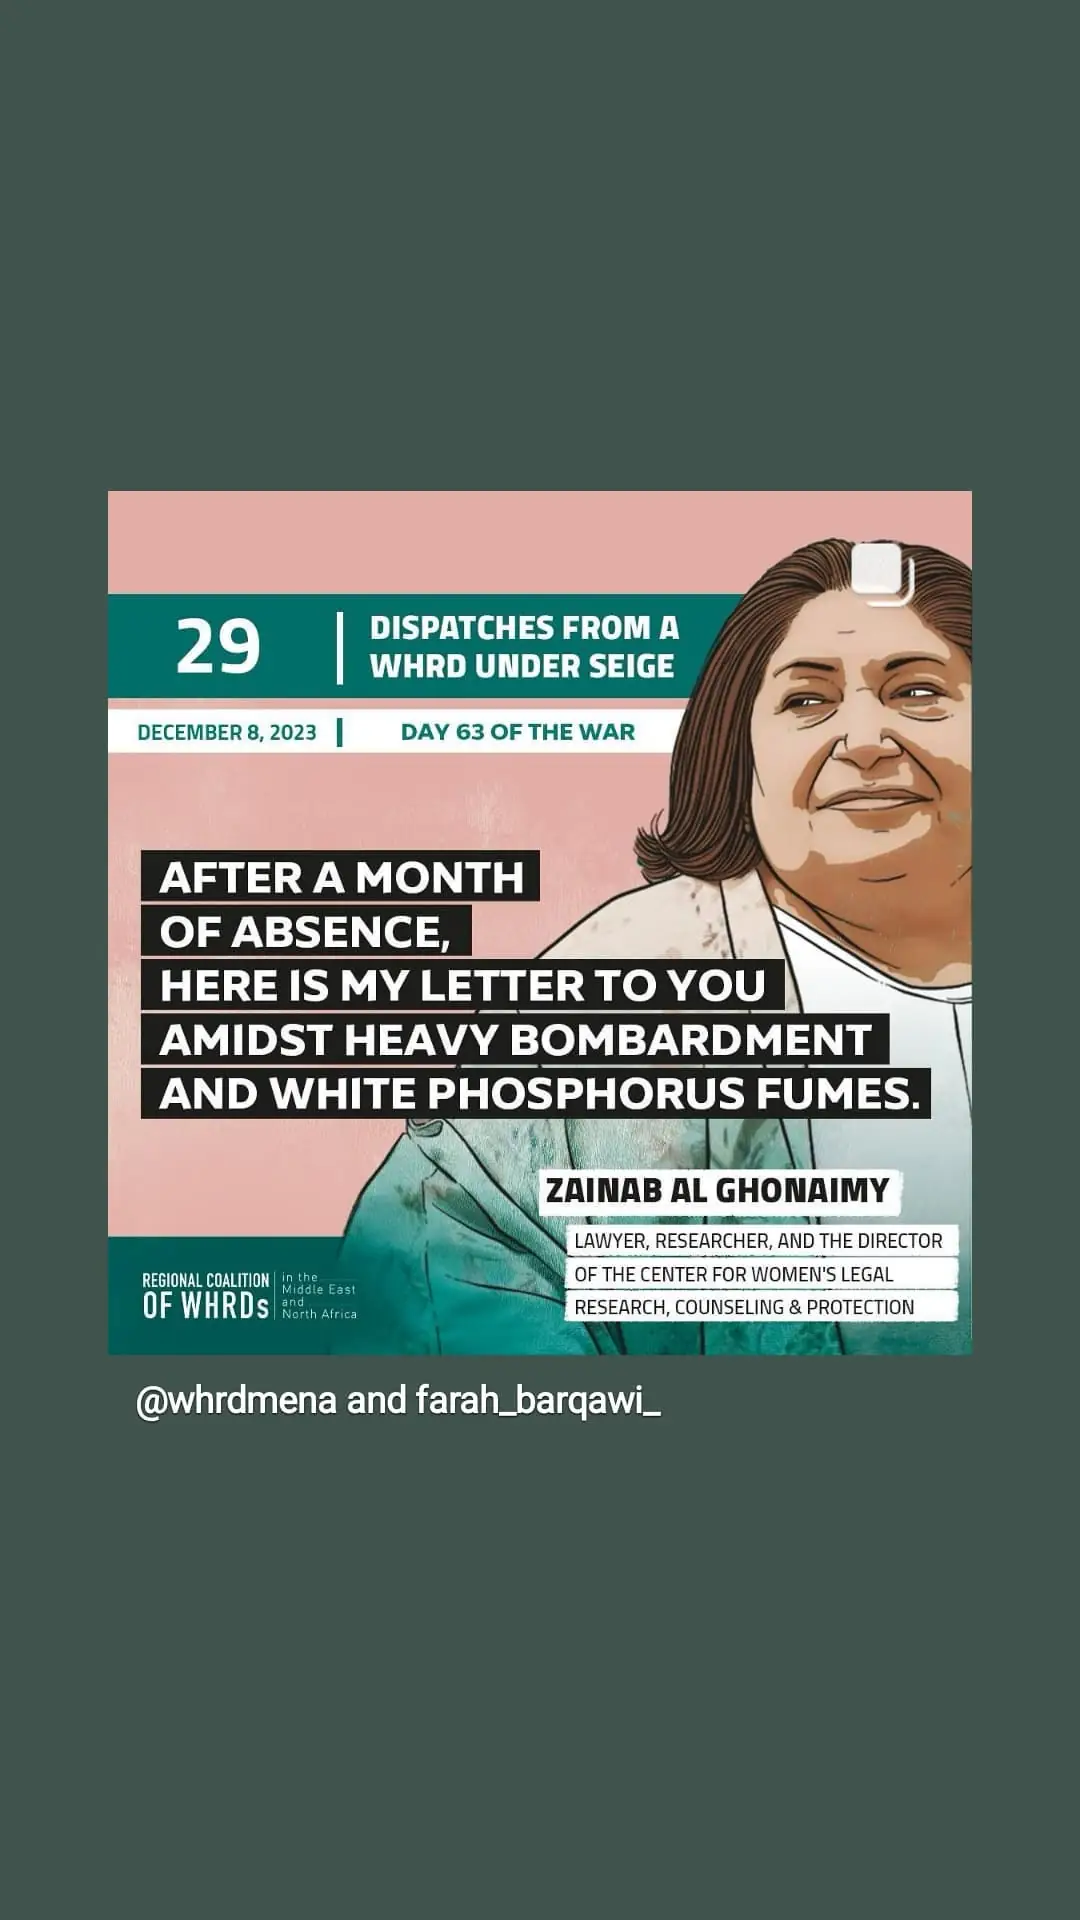 29
DISPATCHES FROM A
WHRD UNDER SEIGE
DECEMBER 8, 2023
DAY 63 OF THE WAR
AFTER A MONTH
OF ABSENCE,
HERE IS MY LETTER TO YOU
AMIDST HEAVY BOMBARDMENT
AND WHITE PHOSPHORUS FUMES.
ZAINAB AL GHONAIMY
LAWYER, RESEARCHER, AND THE DIRECTOR
OF THE CENTER FOR WOMEN'S LEGAL
RESEARCH, COUNSELING & PROTECTION
REGIONAL COALITION
OF WHRDs
in the
Middle East
and
North Africa
@whrdmena and farah_barqawi_